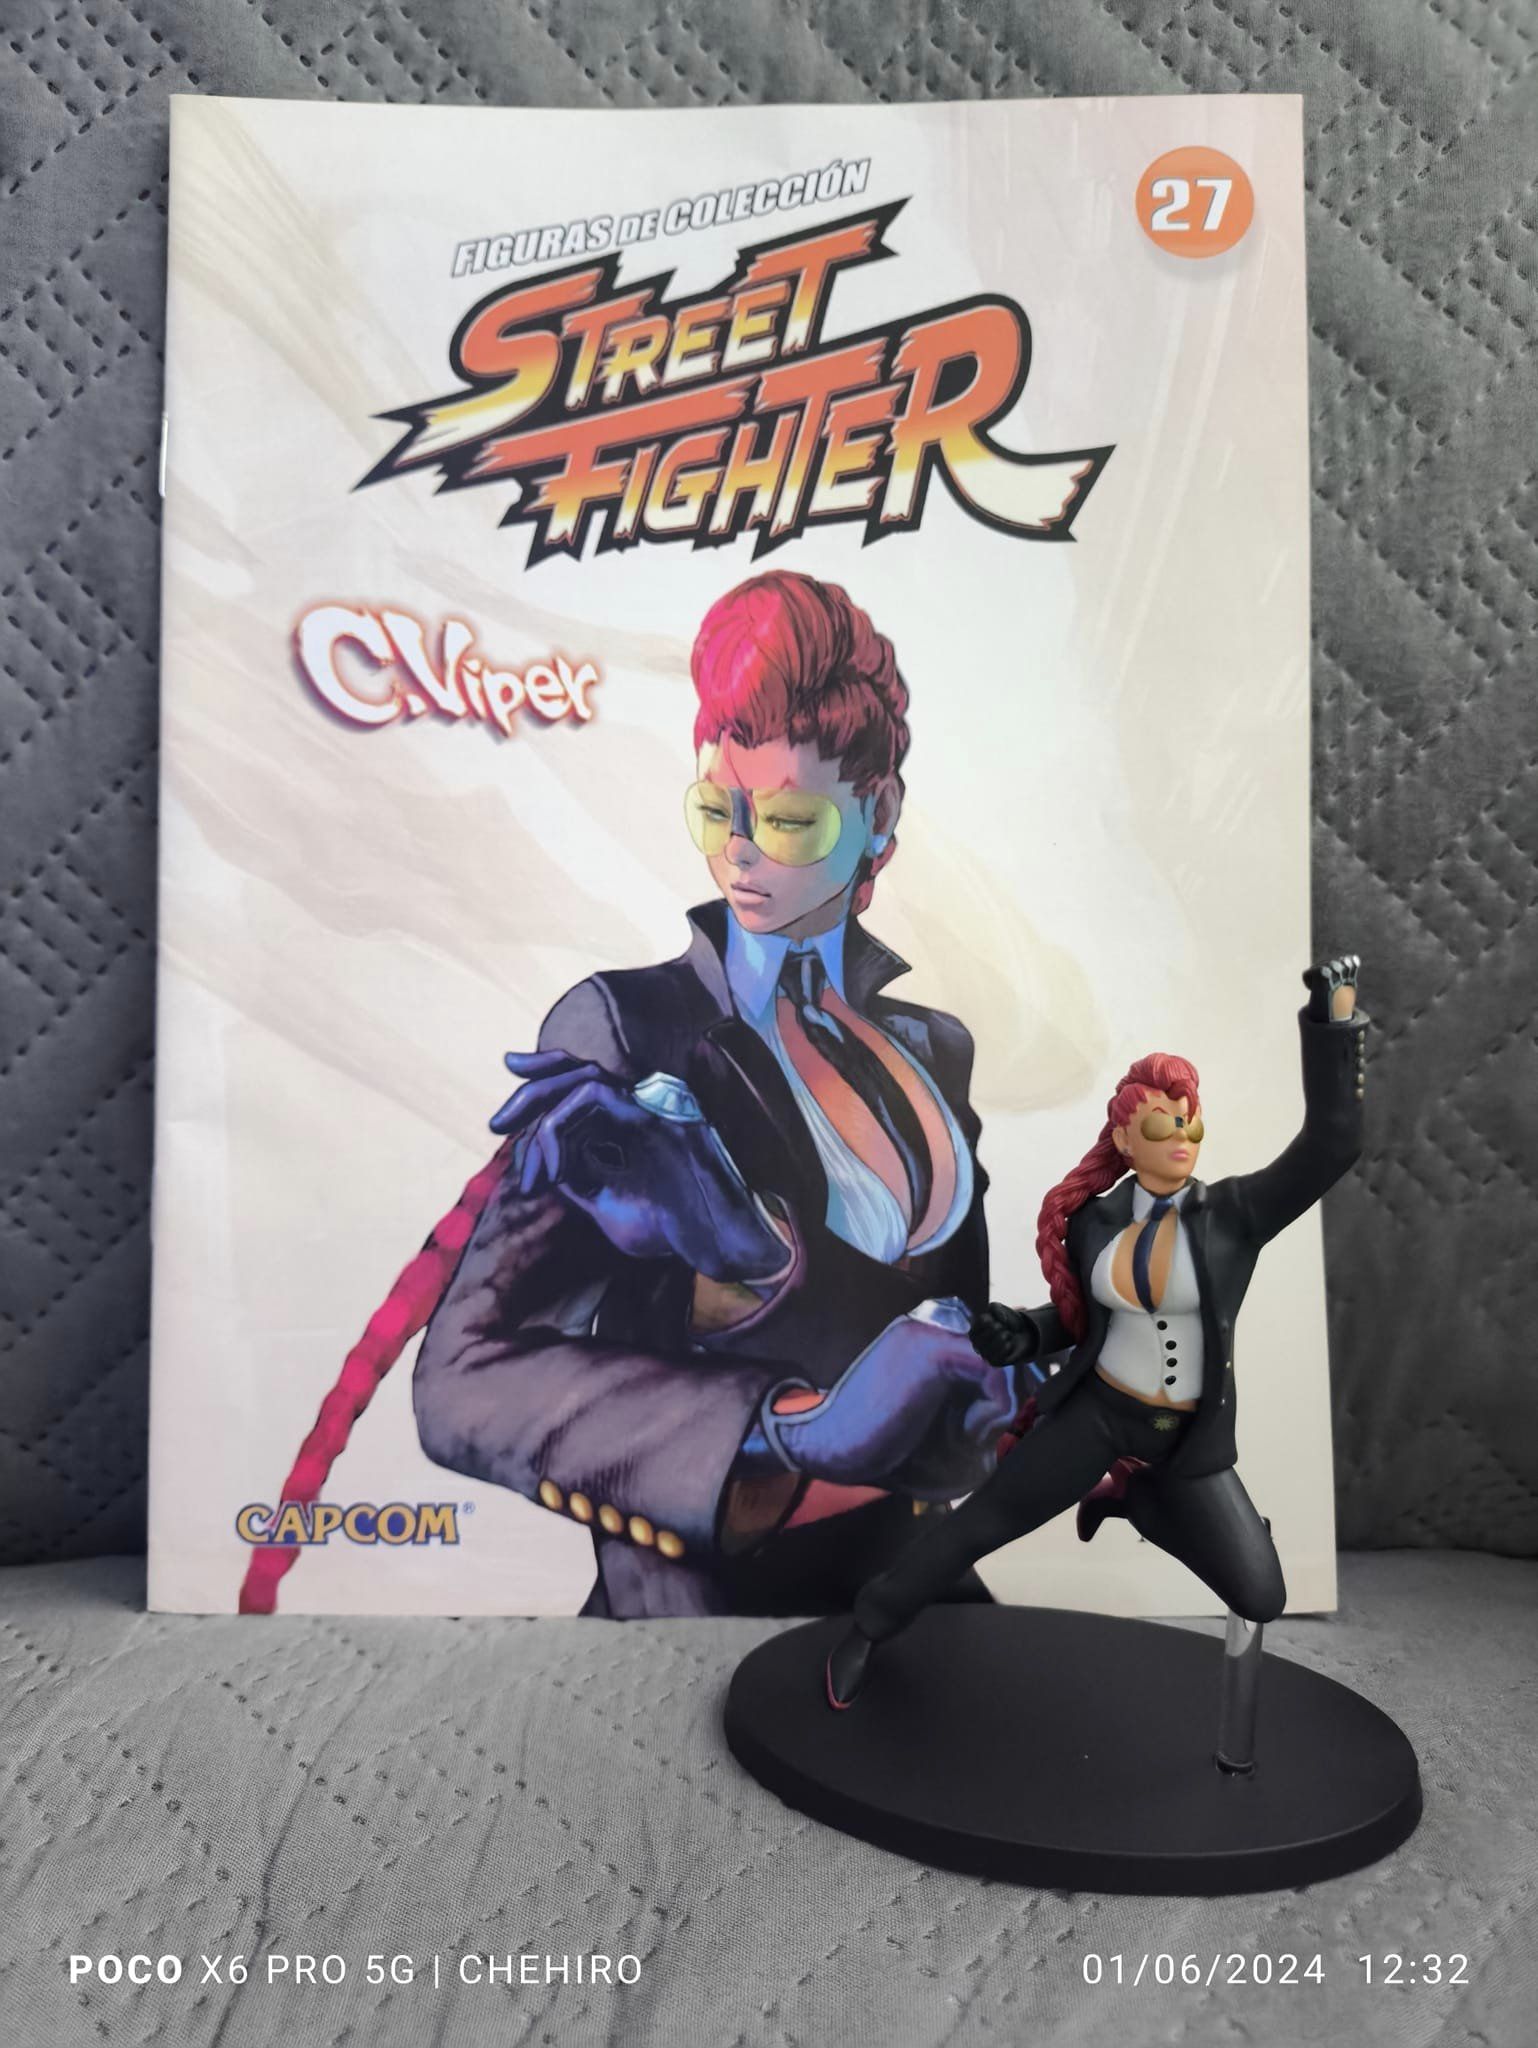 FIGURAS DE COLECCIÓN
27
STREET
FIGHTER
C.Viper
CAPCOM®
POCO X6 PRO 5G | CHEHIRO
01/06/2024 12:32